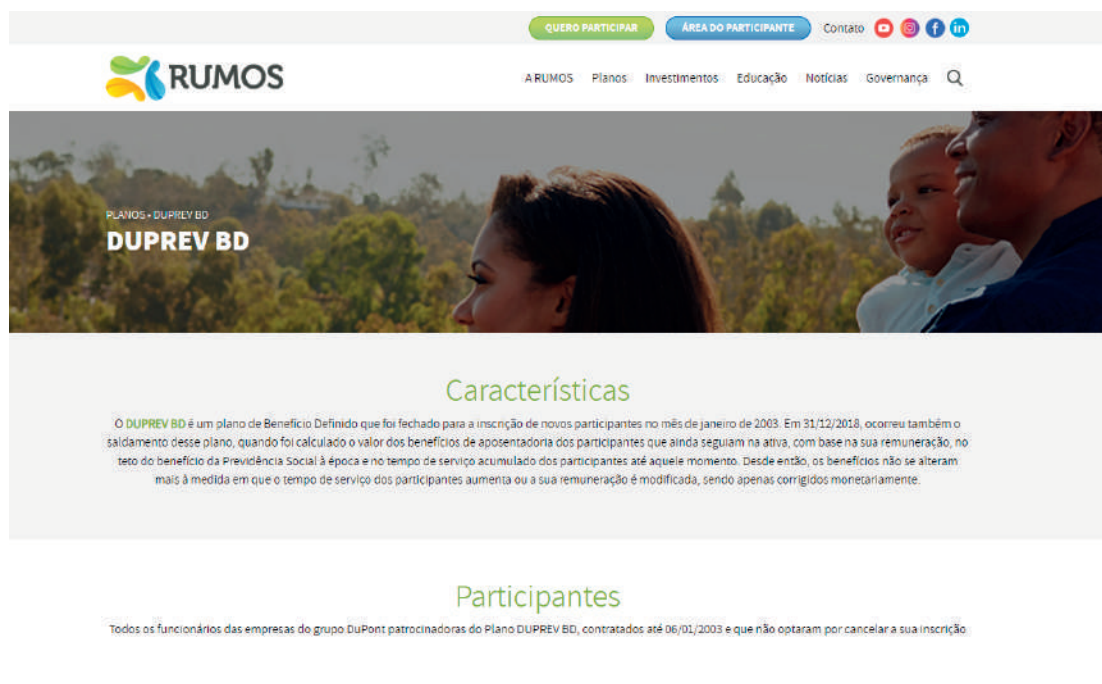 QUERO PARTICIPAR ÁREA DO PARTICIPANTE Contato
RUMOS
A RUMOS Planos Investimentos Educação Notícias Governança
PLANOS • DUPREV BD
DUPREV BD
Características
O DUPREV BD é um plano de Benefício Definido que foi fechado para a inscrição de novos participantes no mês de janeiro de 2003. Em 31/12/2018, ocorreu também o
saldamento desse plano, quando foi calculado o valor dos benefícios de aposentadoria dos participantes que ainda seguiam na ativa, com base na sua remuneração, no
teto do benefício da Previdência Social à época e no tempo de serviço acumulado dos participantes até aquele momento. Desde então, os benefícios não se alteram
mais à medida em que o tempo de serviço dos participantes aumenta ou a sua remuneração é modificada, sendo apenas corrigidos monetariamente.
Participantes
Todos os funcionários das empresas do grupo DuPont patrocinadoras do Plano DUPREV BD, contratados até 06/01/2003 e que não optaram por cancelar a sua inscrição